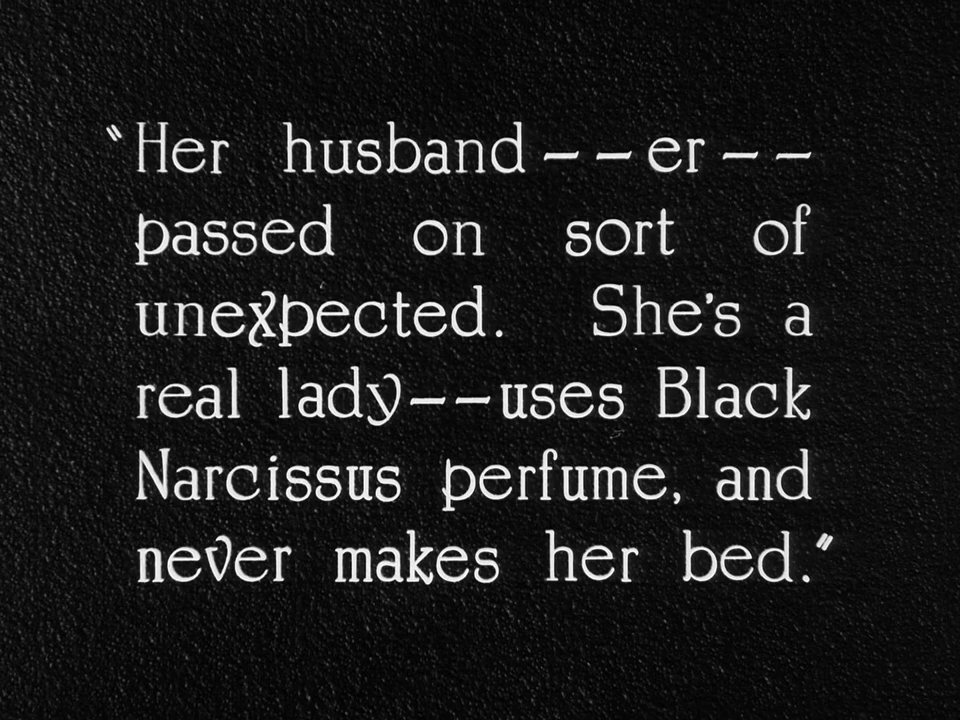 "Her husband -- er --
passed on sort of
unexpected. She's a
real lady--uses Black
Narcissus perfume, and
never makes her bed."